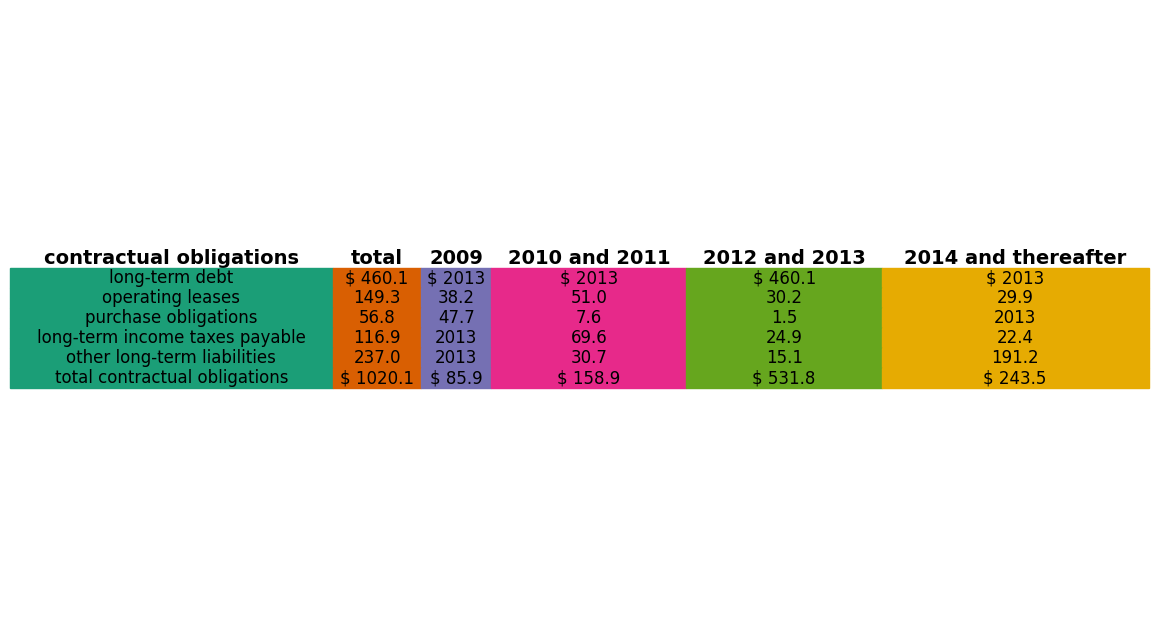 contractual obligations total 2009 2010 and 2011 2012 and 2013 2014 and thereafter
long-term debt $ 460.1 $ 2013 $ 2013 $ 460.1 $ 2013
operating leases 149.3 38.2 51.0 30.2 29.9
purchase obligations 56.8 47.7 7.6 1.5 2013
long-term income taxes payable 116.9 2013 69.6 24.9 22.4
other long-term liabilities 237.0 2013 30.7 15.1 191.2
total contractual obligations $ 1020.1 $ 85.9 $ 158.9 $ 531.8 $ 243.5